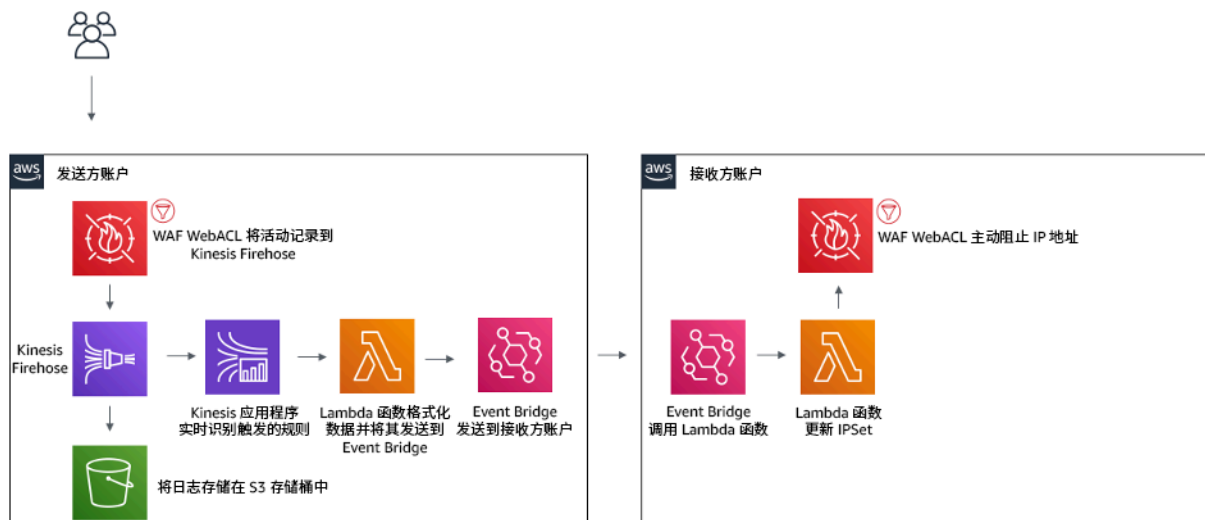 aws
发送方账户
WAF WebACL 将活动记录到
Kinesis Firehose
Kinesis
Firehose
Kinesis 应用程序
实时识别触发的规则
Lambda 函数格式化
数据并将其发送到
Event Bridge
Event Bridge
发送到接收方账户
将日志存储在 S3 存储桶中
aws
接收方账户
WAF WebACL 主动阻止 IP 地址
Event Bridge
调用 Lambda 函数
Lambda 函数
更新 IPSet